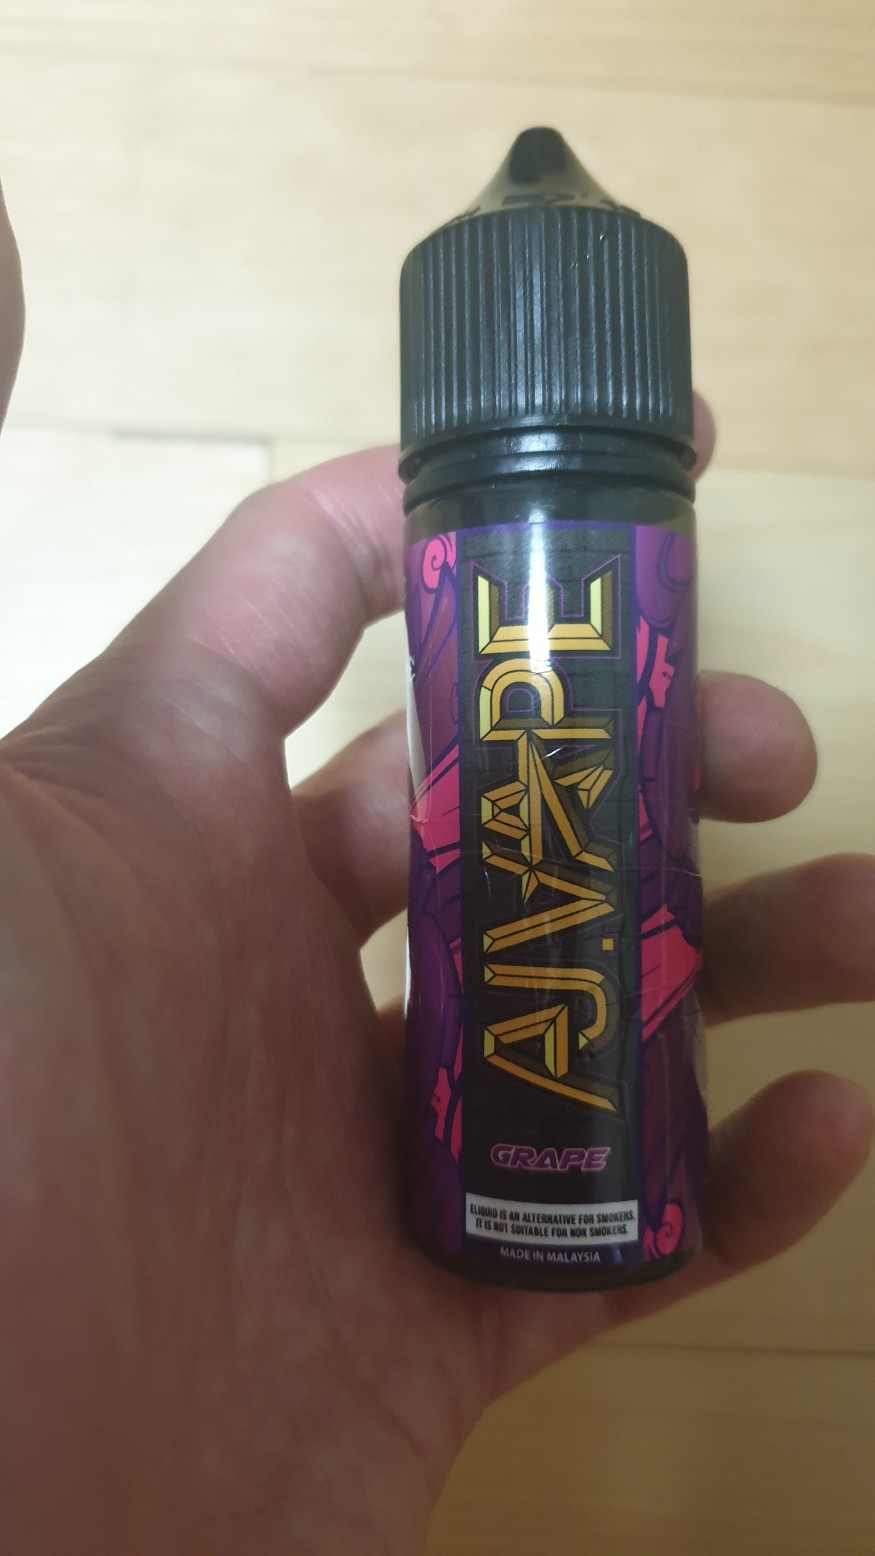 AJ.VAPE
GRAPE
ELIQUID IS AN ALTERNATIVE FOR SMOKERS.
IT IS NOT SUITABLE FOR NON SMOKERS.
MADE IN MALAYSIA